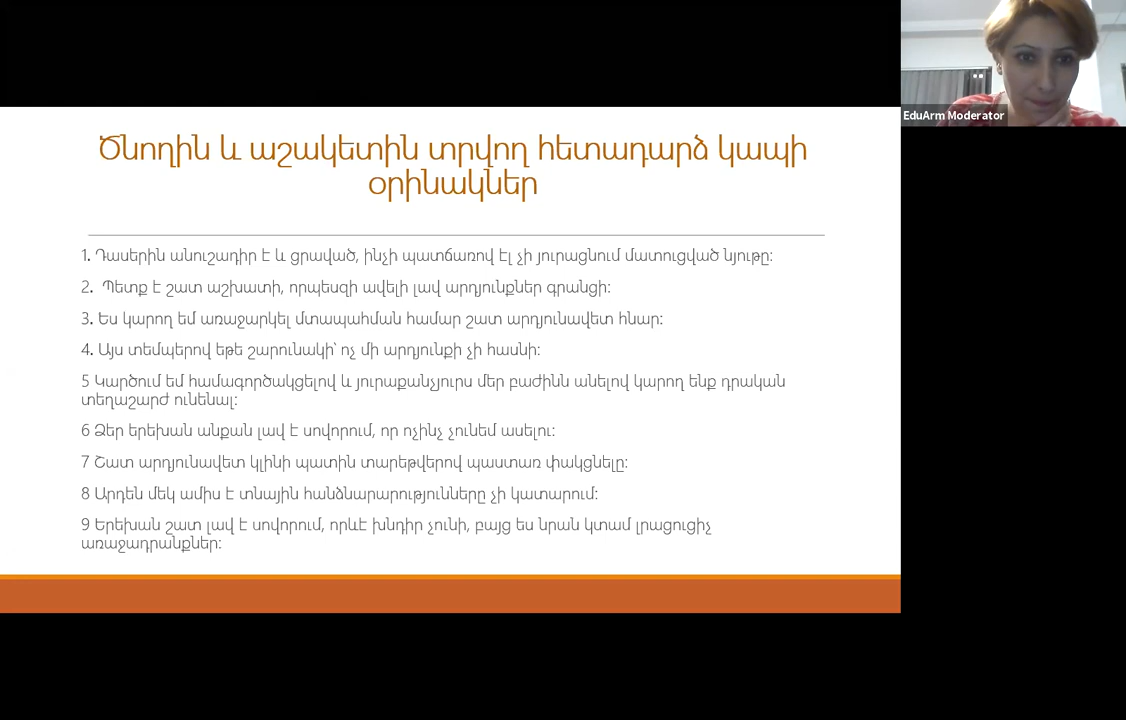 EduArm Moderator
Ծնողին և աշակետին տրվող հետադարձ կապի
օրինակներ
1. Դասերին անուշադիր է և ցրաված, ինչի պատճառով էլ չի յուրացնում մատուցված նյութը:
2. Պետք է շատ աշխատի, որպեսզի ավելի լավ արդյունքներ գրանցի:
3. Ես կարող եմ առաջարկել մտապահման համար շատ արդյունավետ հնար:
4. Այս տեմպերով եթե շարունակի՝ ոչ մի արդյունքի չի հասնի:
5 Կարծում եմ համագործակցելով և յուրաքանչյուրս մեր բաժինն անելով կարող ենք դրական
տեղաշարժ ունենալ:
6 Ձեր երեխան անքան լավ է սովորում, որ ոչինչ չունեմ ասելու:
7 Շատ արդյունավետ կլինի պատին տարեթվերով պաստառ փակցնելը:
8 Արդեն մեկ ամիս է տնային հանձնարարությունները չի կատարում:
9 Երեխան շատ լավ է սովորում, որևէ խնդիր չունի, բայց ես նրան կտամ լրացուցիչ
առաջադրանքներ: